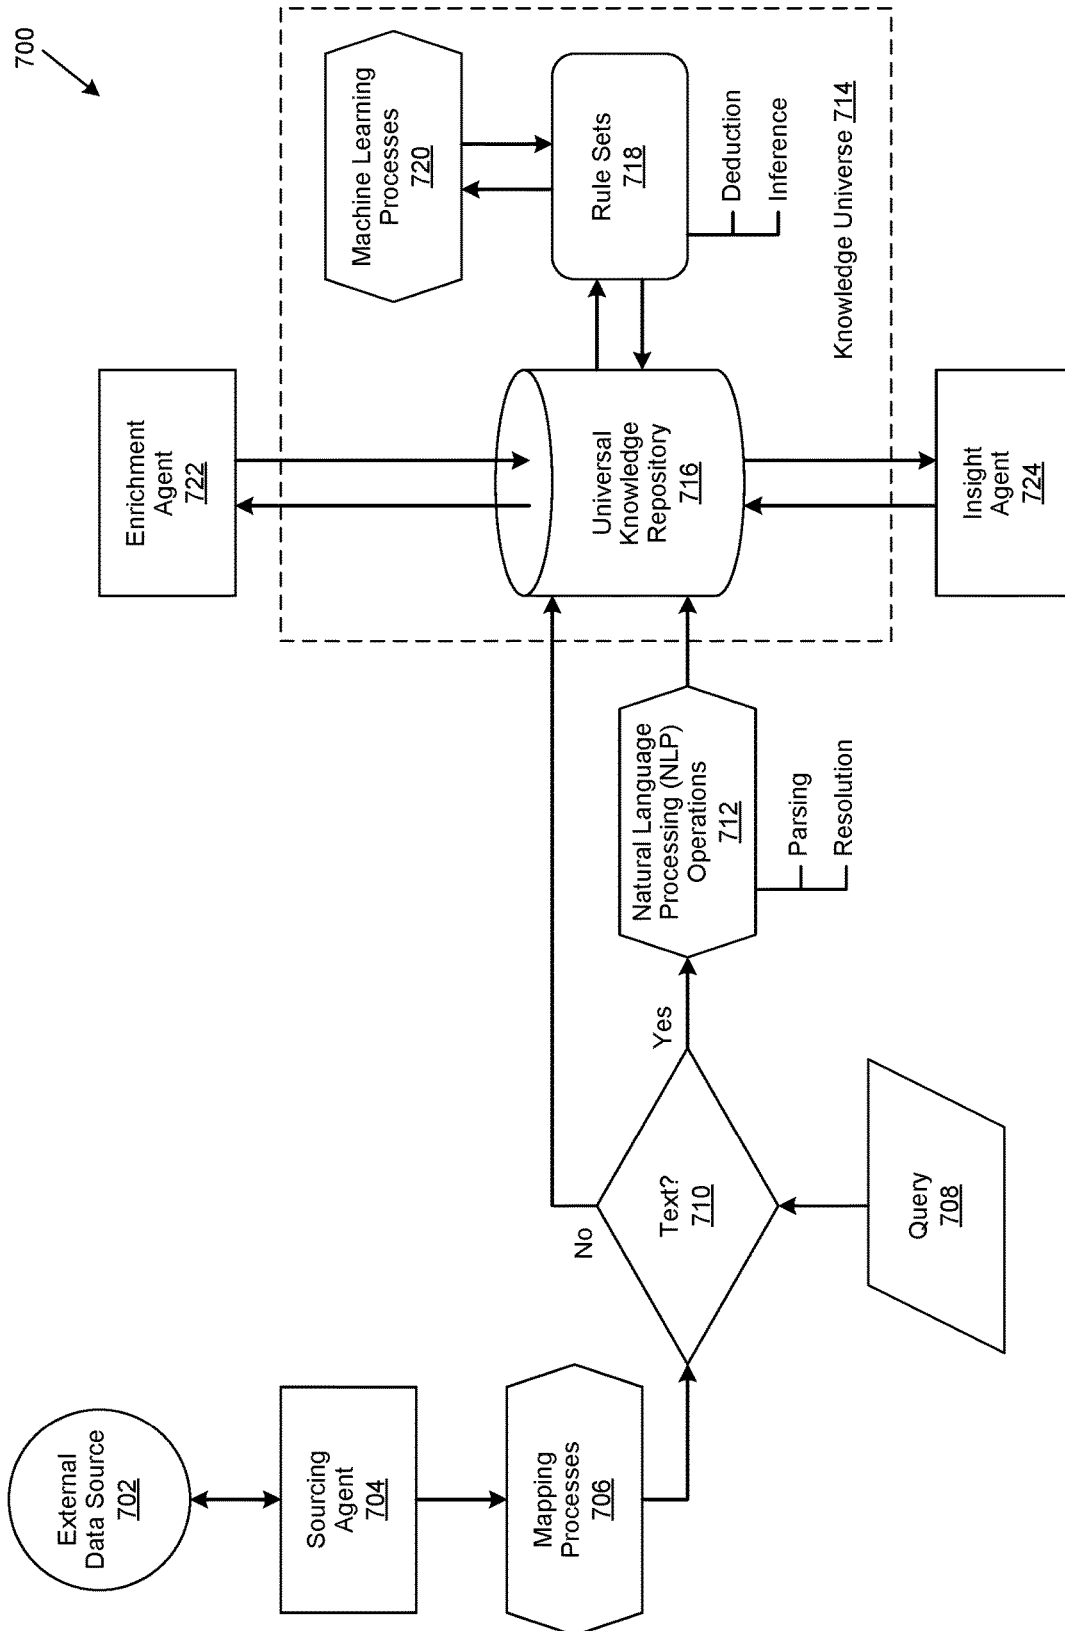 700
External
Data Source
702
Sourcing
Agent
704
Mapping
Processes
706
Query
708
Text?
710
No
Yes
Natural Language
Processing (NLP)
Operations
712
Parsing
Resolution
Enrichment
Agent
722
Universal
Knowledge
Repository
716
Insight
Agent
724
Machine Learning
Processes
720
Rule Sets
718
Deduction
Inference
Knowledge Universe 714